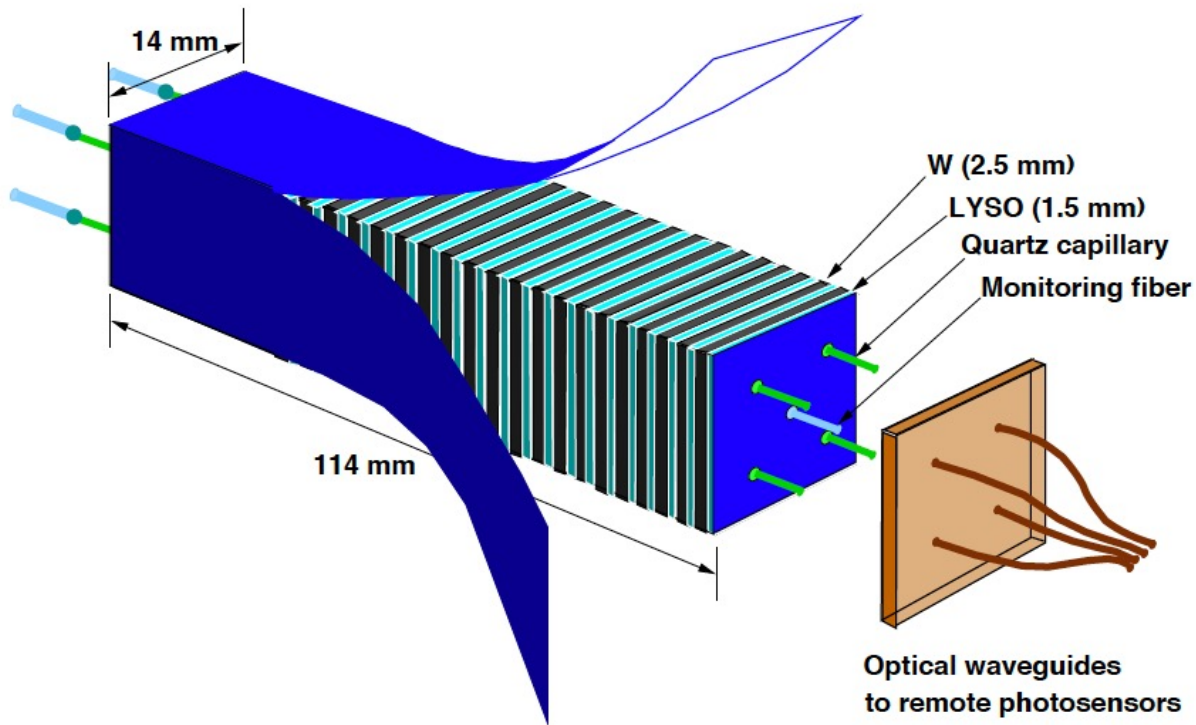 14 mm
W (2.5 mm)
LYSO (1.5 mm)
Quartz capillary
Monitoring fiber
114 mm
Optical waveguides
to remote photosensors